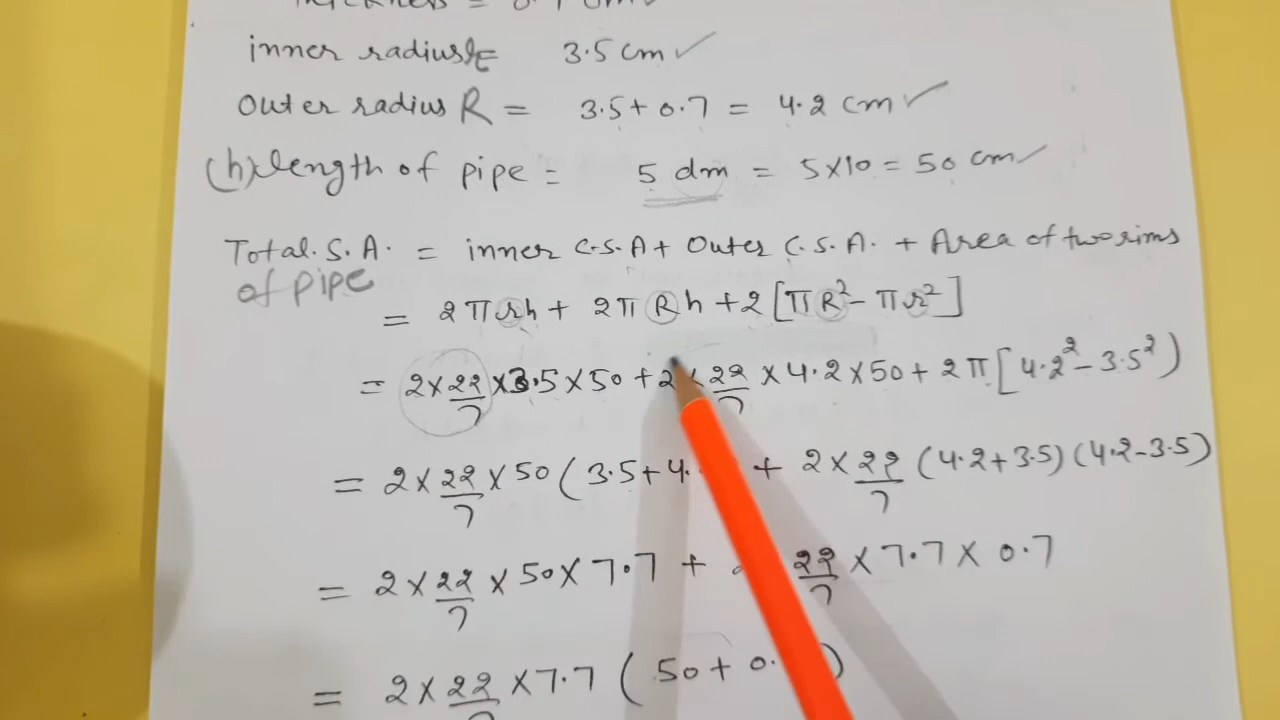 inner radius r = 3.5 cm ✓
Outer radius R = 3.5 + 0.7 = 4.2 cm ✓
(h) length of pipe = 5 dm = 5×10 = 50 cm ✓
Total. S. A. = inner C.S.A + Outer C.S.A. + Area of two rims
of pipe
= 2πrh + 2πRh + 2[πR² - πr²]
= 2×22/7×3.5×50 + 2×22/7×4.2×50 + 2π[4.2² - 3.5²)
= 2×22/7×50(3.5+4. + 2×22/7(4.2+3.5)(4.2-3.5)
= 2×22/7×50×7.7 + 22/7×7.7×0.7
= 2×22×7.7(50+0. )